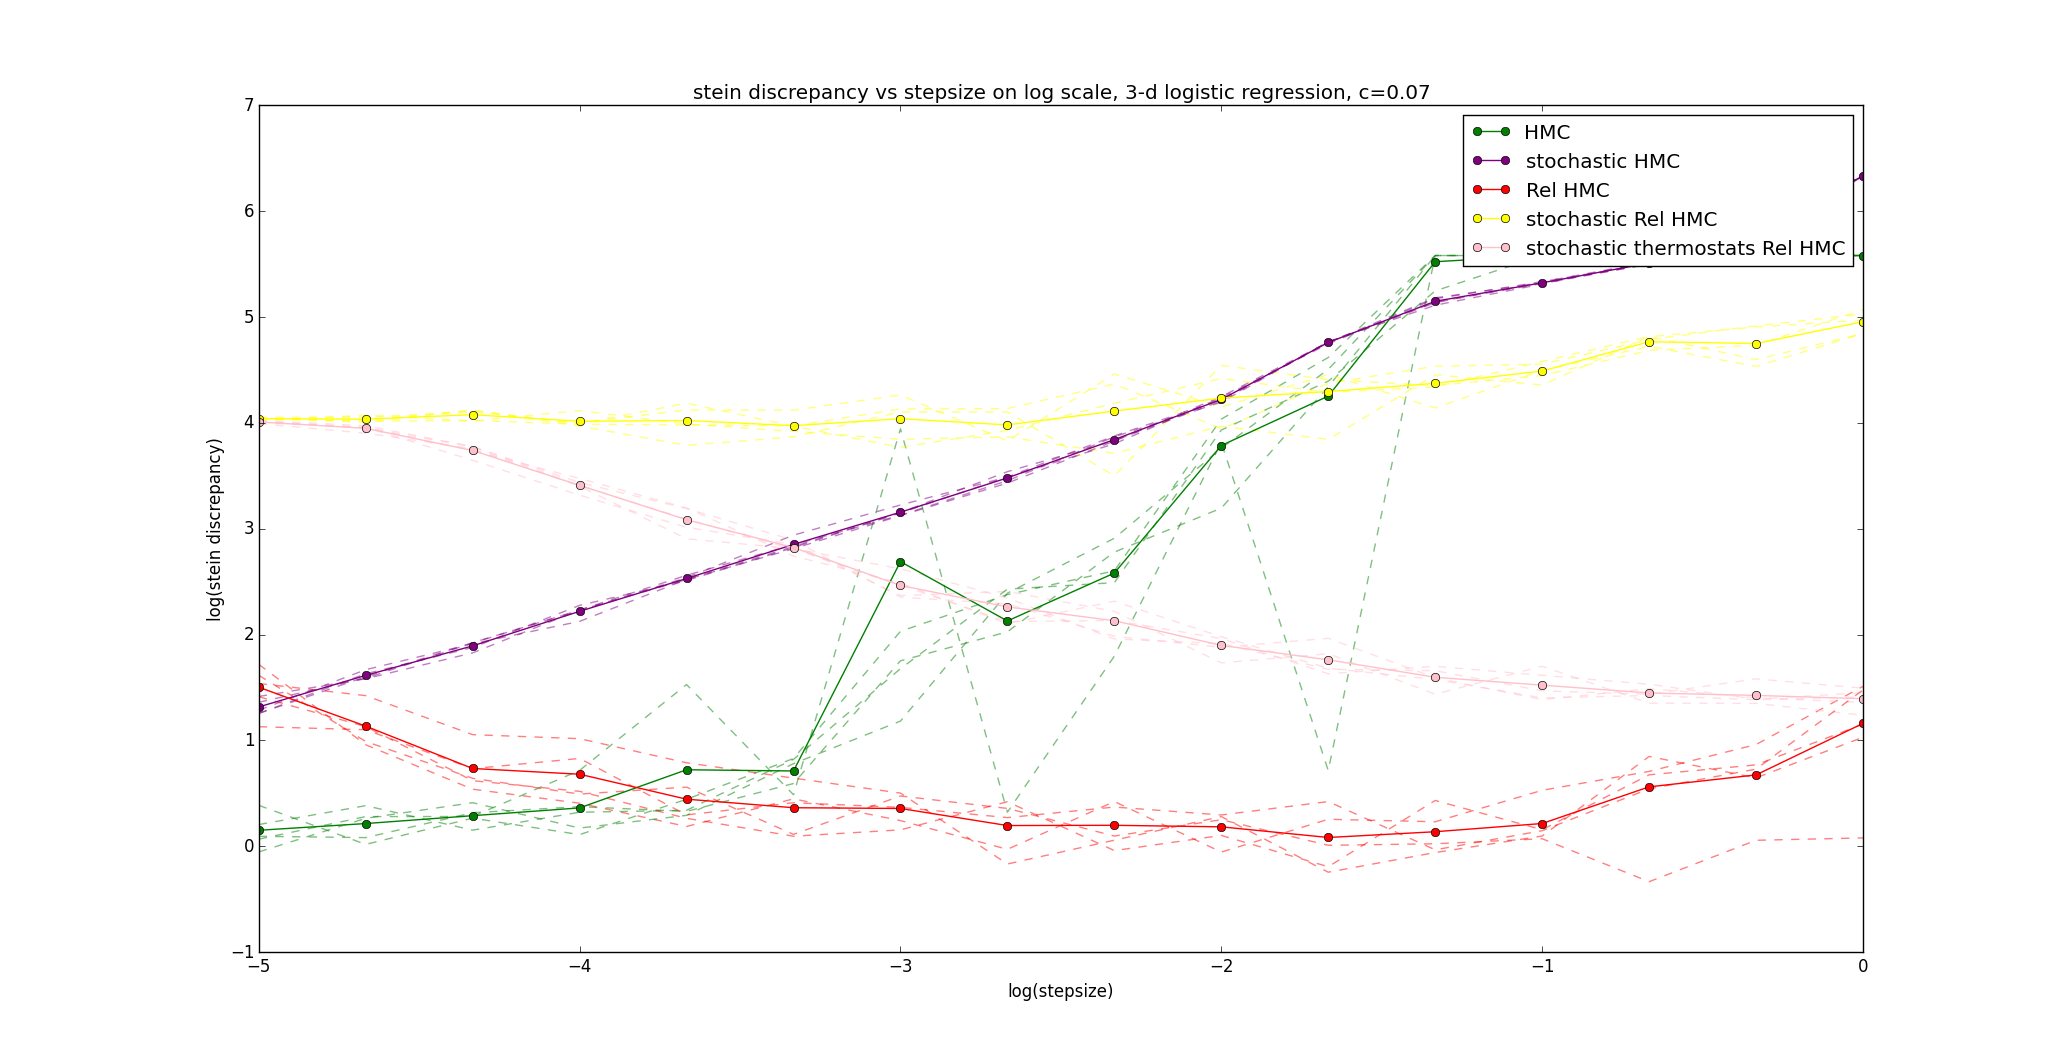 stein discrepancy vs stepsize on log scale, 3-d logistic regression, c=0.07
7
6
5
4
3
2
1
0
−1
log(stein discrepancy)
HMC
stochastic HMC
Rel HMC
stochastic Rel HMC
stochastic thermostats Rel HMC
−5 −4 −3 −2 −1 0
log(stepsize)